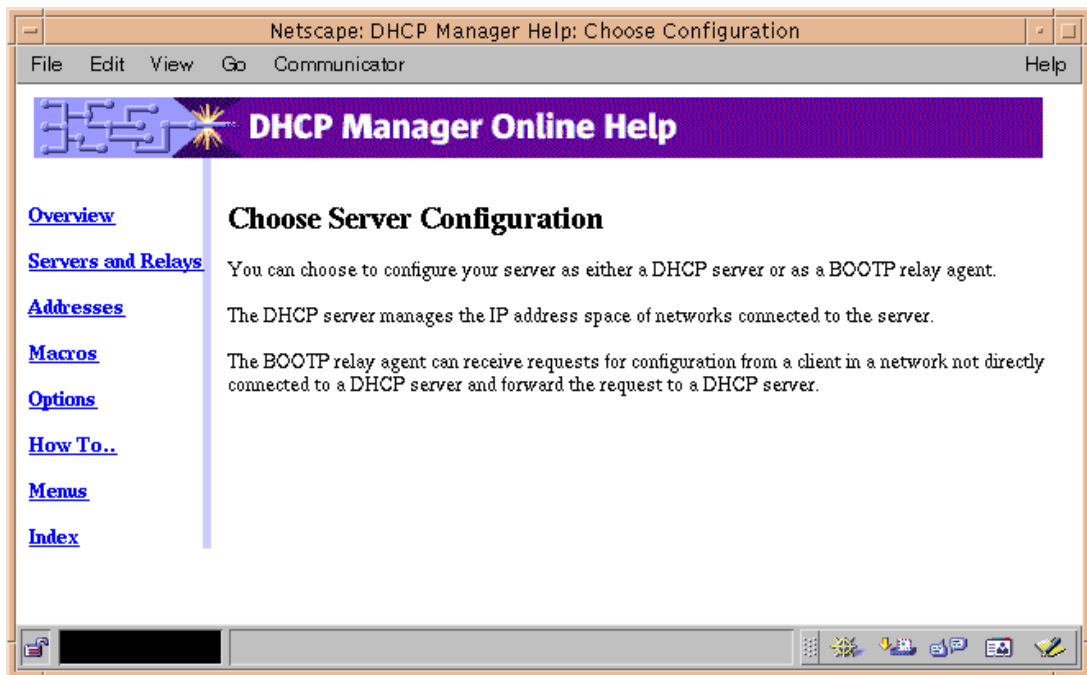 Netscape: DHCP Manager Help: Choose Configuration
File Edit View Go Communicator Help
DHCP Manager Online Help
Overview
Servers and Relays
Addresses
Macros
Options
How To..
Menus
Index
Choose Server Configuration
You can choose to configure your server as either a DHCP server or as a BOOTP relay agent.
The DHCP server manages the IP address space of networks connected to the server.
The BOOTP relay agent can receive requests for configuration from a client in a network not directly
connected to a DHCP server and forward the request to a DHCP server.